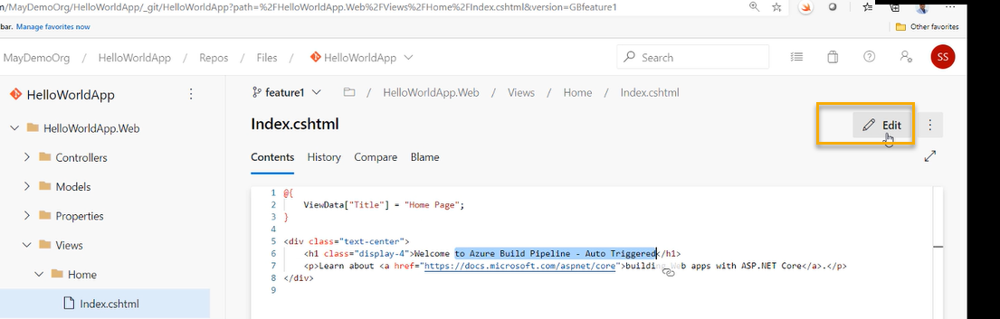 m/MayDemoOrg/HelloWorldApp/_git/HelloWorldApp?path=%2FHelloWorldApp.Web%2FViews%2FHome%2FIndex.cshtml&version=GBfeature1
bar. Manage favorites now
Other favorites
MayDemoOrg / HelloWorldApp / Repos / Files / HelloWorldApp
Search
SS
HelloWorldApp
HelloWorldApp.Web
Controllers
Models
Properties
Views
Home
Index.cshtml
feature1 / HelloWorldApp.Web / Views / Home / Index.cshtml
Index.cshtml
Edit
Contents History Compare Blame
1 @{
2 ViewData["Title"] = "Home Page";
3 }
4
5 <div class="text-center">
6 <h1 class="display-4">Welcome to Azure Build Pipeline - Auto Triggered</h1>
7 <p>Learn about <a href="https://docs.microsoft.com/aspnet/core">building Web apps with ASP.NET Core</a>.</p>
8 </div>
9